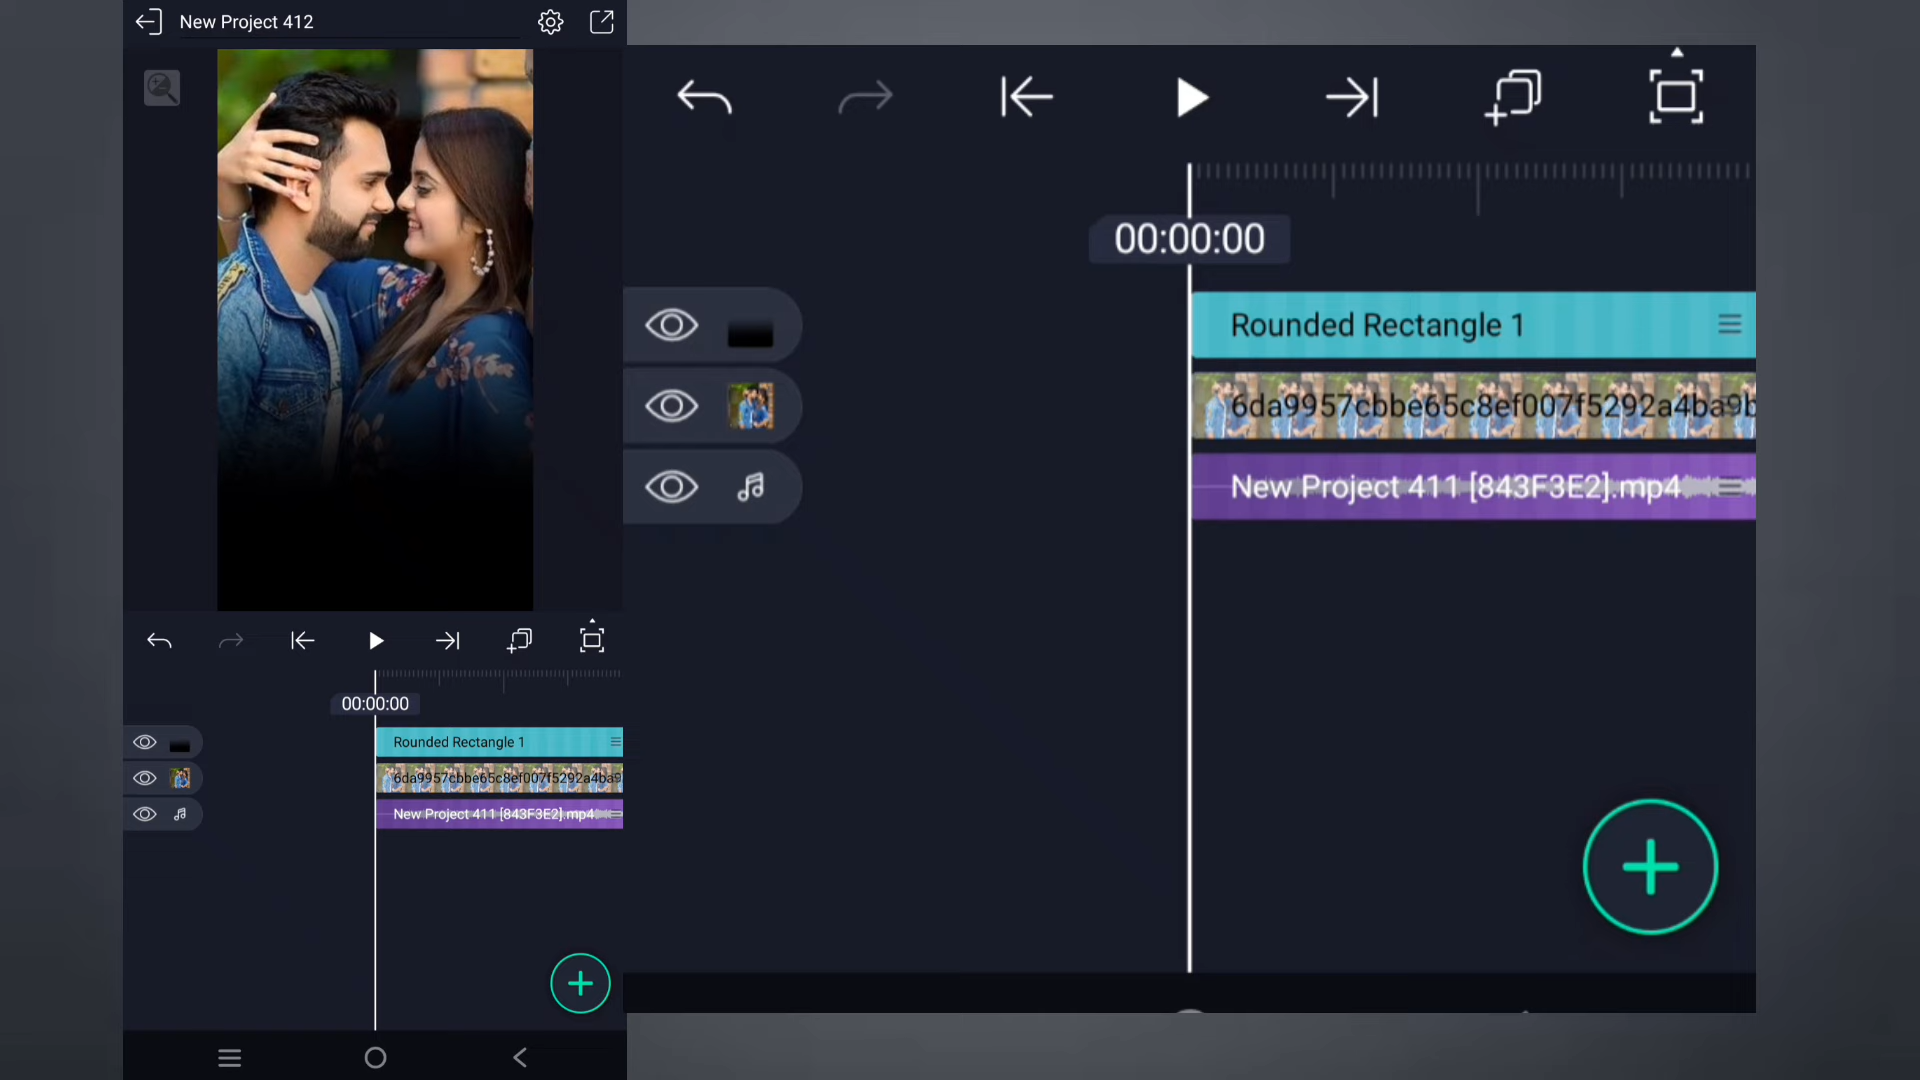 New Project 412
00:00:00
Rounded Rectangle 1
6da9957cbbe65c8ef007f5292a4ba9
New Project 411 [843F3E2].mp4
00:00:00
Rounded Rectangle 1
6da9957cbbe65c8ef007f5292a4ba9b
New Project 411 [843F3E2].mp4